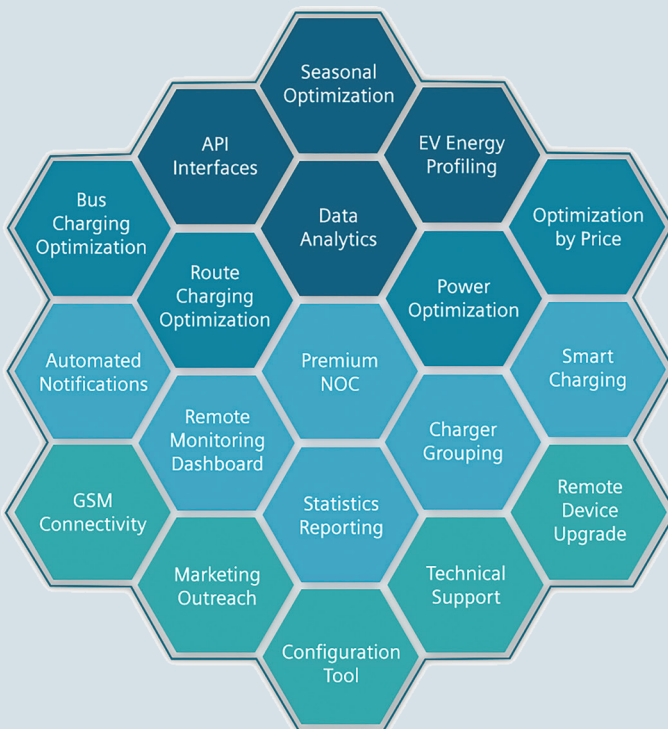 Seasonal
Optimization
API
Interfaces
EV Energy
Profiling
Bus
Charging
Optimization
Data
Analytics
Optimization
by Price
Route
Charging
Optimization
Power
Optimization
Automated
Notifications
Premium
NOC
Smart
Charging
Remote
Monitoring
Dashboard
Charger
Grouping
GSM
Connectivity
Statistics
Reporting
Remote
Device
Upgrade
Marketing
Outreach
Technical
Support
Configuration
Tool